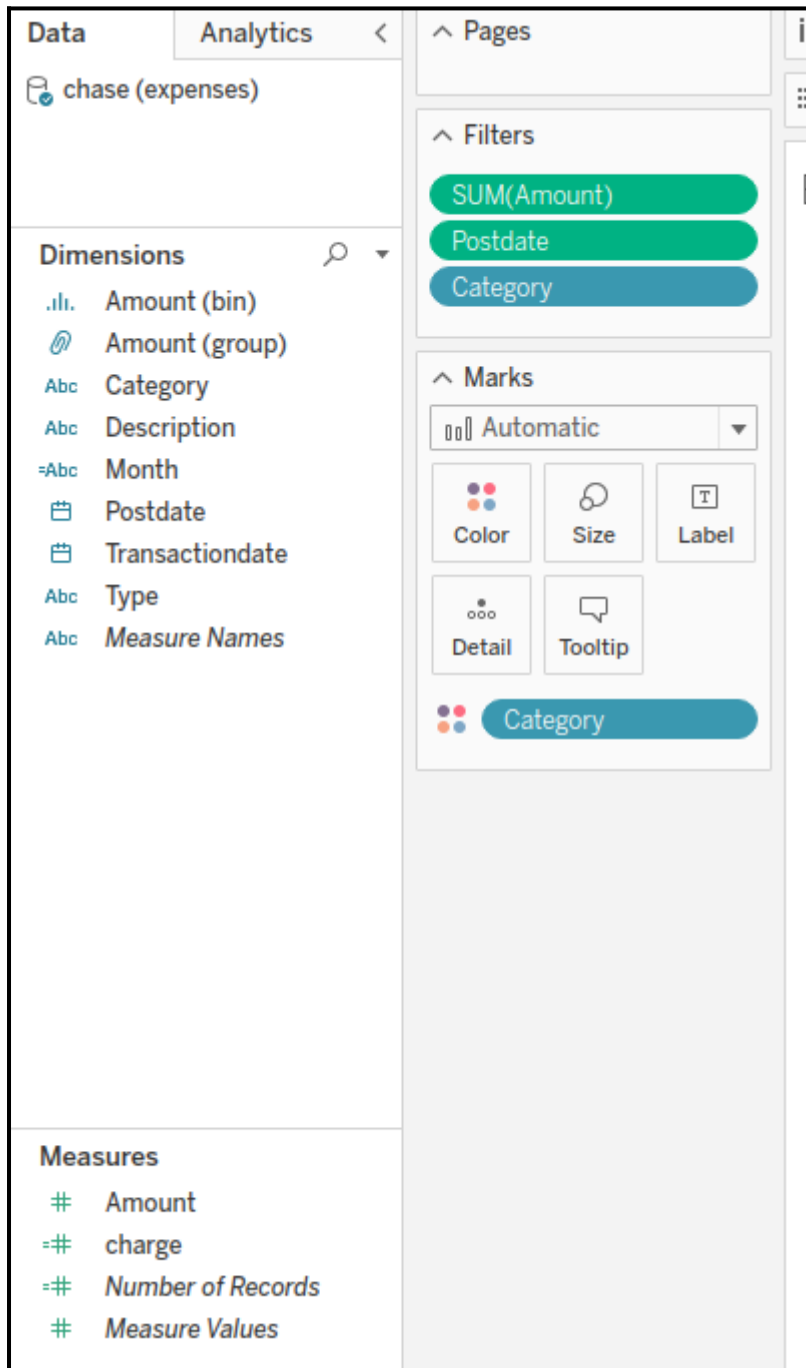 Data
Analytics
chase (expenses)
Dimensions
Amount (bin)
Amount (group)
Abc Category
Abc Description
=Abc Month
Postdate
Transactiondate
Abc Type
Abc Measure Names
Measures
# Amount
=# charge
=# Number of Records
# Measure Values
Pages
Filters
SUM(Amount)
Postdate
Category
Marks
Automatic
Color
Size
T
Label
Detail
Tooltip
Category